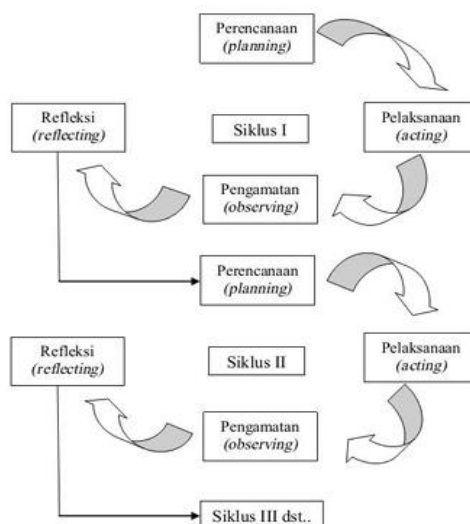 Perencanaan
(planning)
Refleksi
(reflecting)
Siklus I
Pelaksanaan
(acting)
Pengamatan
(observing)
Perencanaan
(planning)
Refleksi
(reflecting)
Siklus II
Pelaksanaan
(acting)
Pengamatan
(observing)
Siklus III dst..